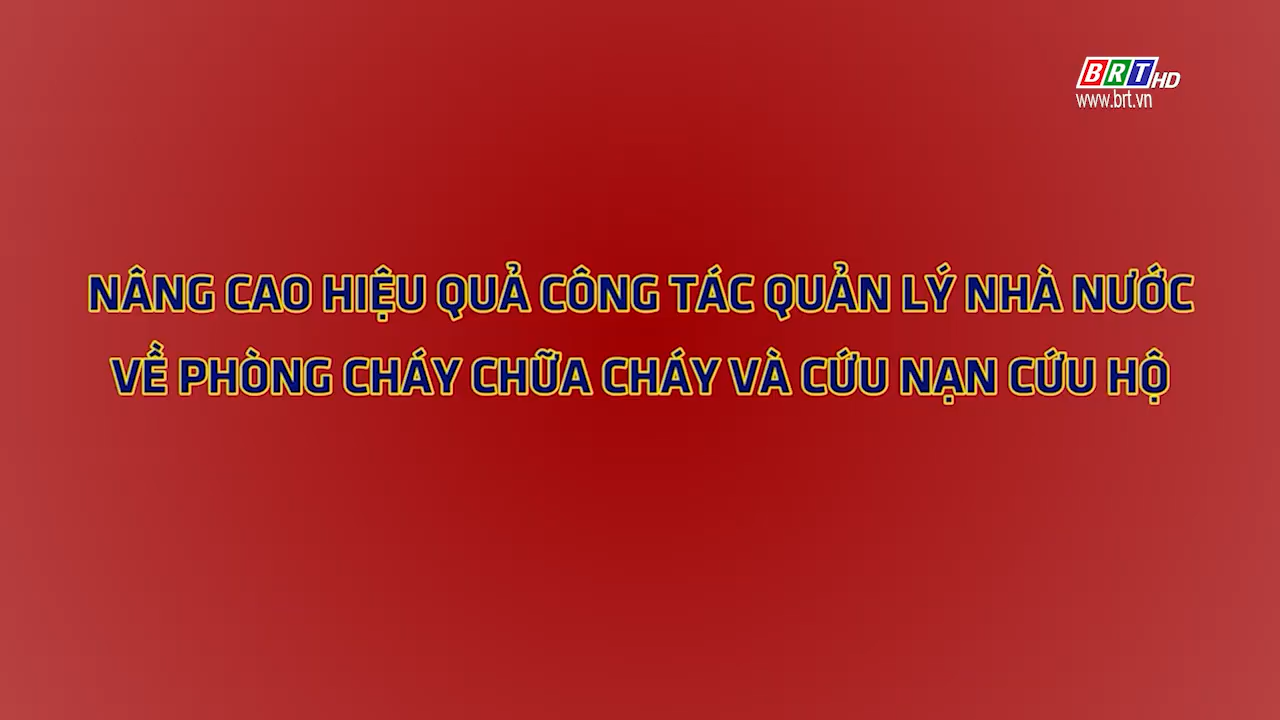 BRT HD
www.brt.vn
NÂNG CAO HIỆU QUẢ CÔNG TÁC QUẢN LÝ NHÀ NƯỚC
VỀ PHÒNG CHÁY CHỮA CHÁY VÀ CỨU NẠN CỨU HỘ